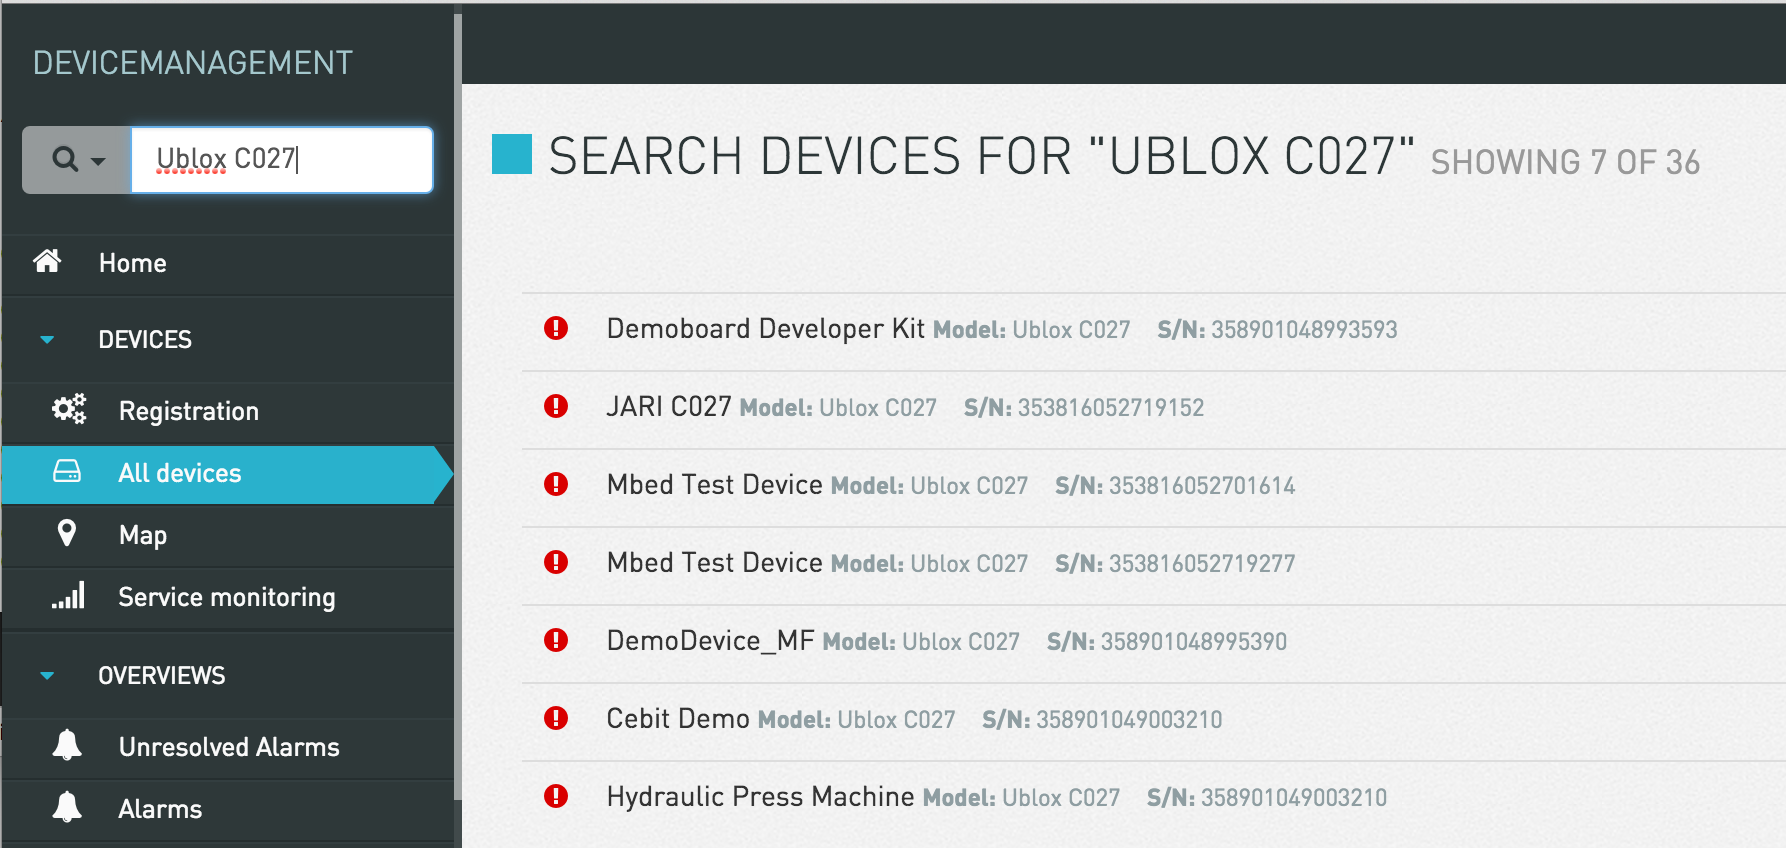 DEVICEMANAGEMENT
Ublox C027
Home
DEVICES
Registration
All devices
Map
Service monitoring
OVERVIEWS
Unresolved Alarms
Alarms
SEARCH DEVICES FOR "UBLOX C027" SHOWING 7 OF 36
Demoboard Developer Kit Model: Ublox C027 S/N: 358901048993593
JARI C027 Model: Ublox C027 S/N: 353816052719152
Mbed Test Device Model: Ublox C027 S/N: 353816052701614
Mbed Test Device Model: Ublox C027 S/N: 353816052719277
DemoDevice_MF Model: Ublox C027 S/N: 358901048995390
Cebit Demo Model: Ublox C027 S/N: 358901049003210
Hydraulic Press Machine Model: Ublox C027 S/N: 358901049003210